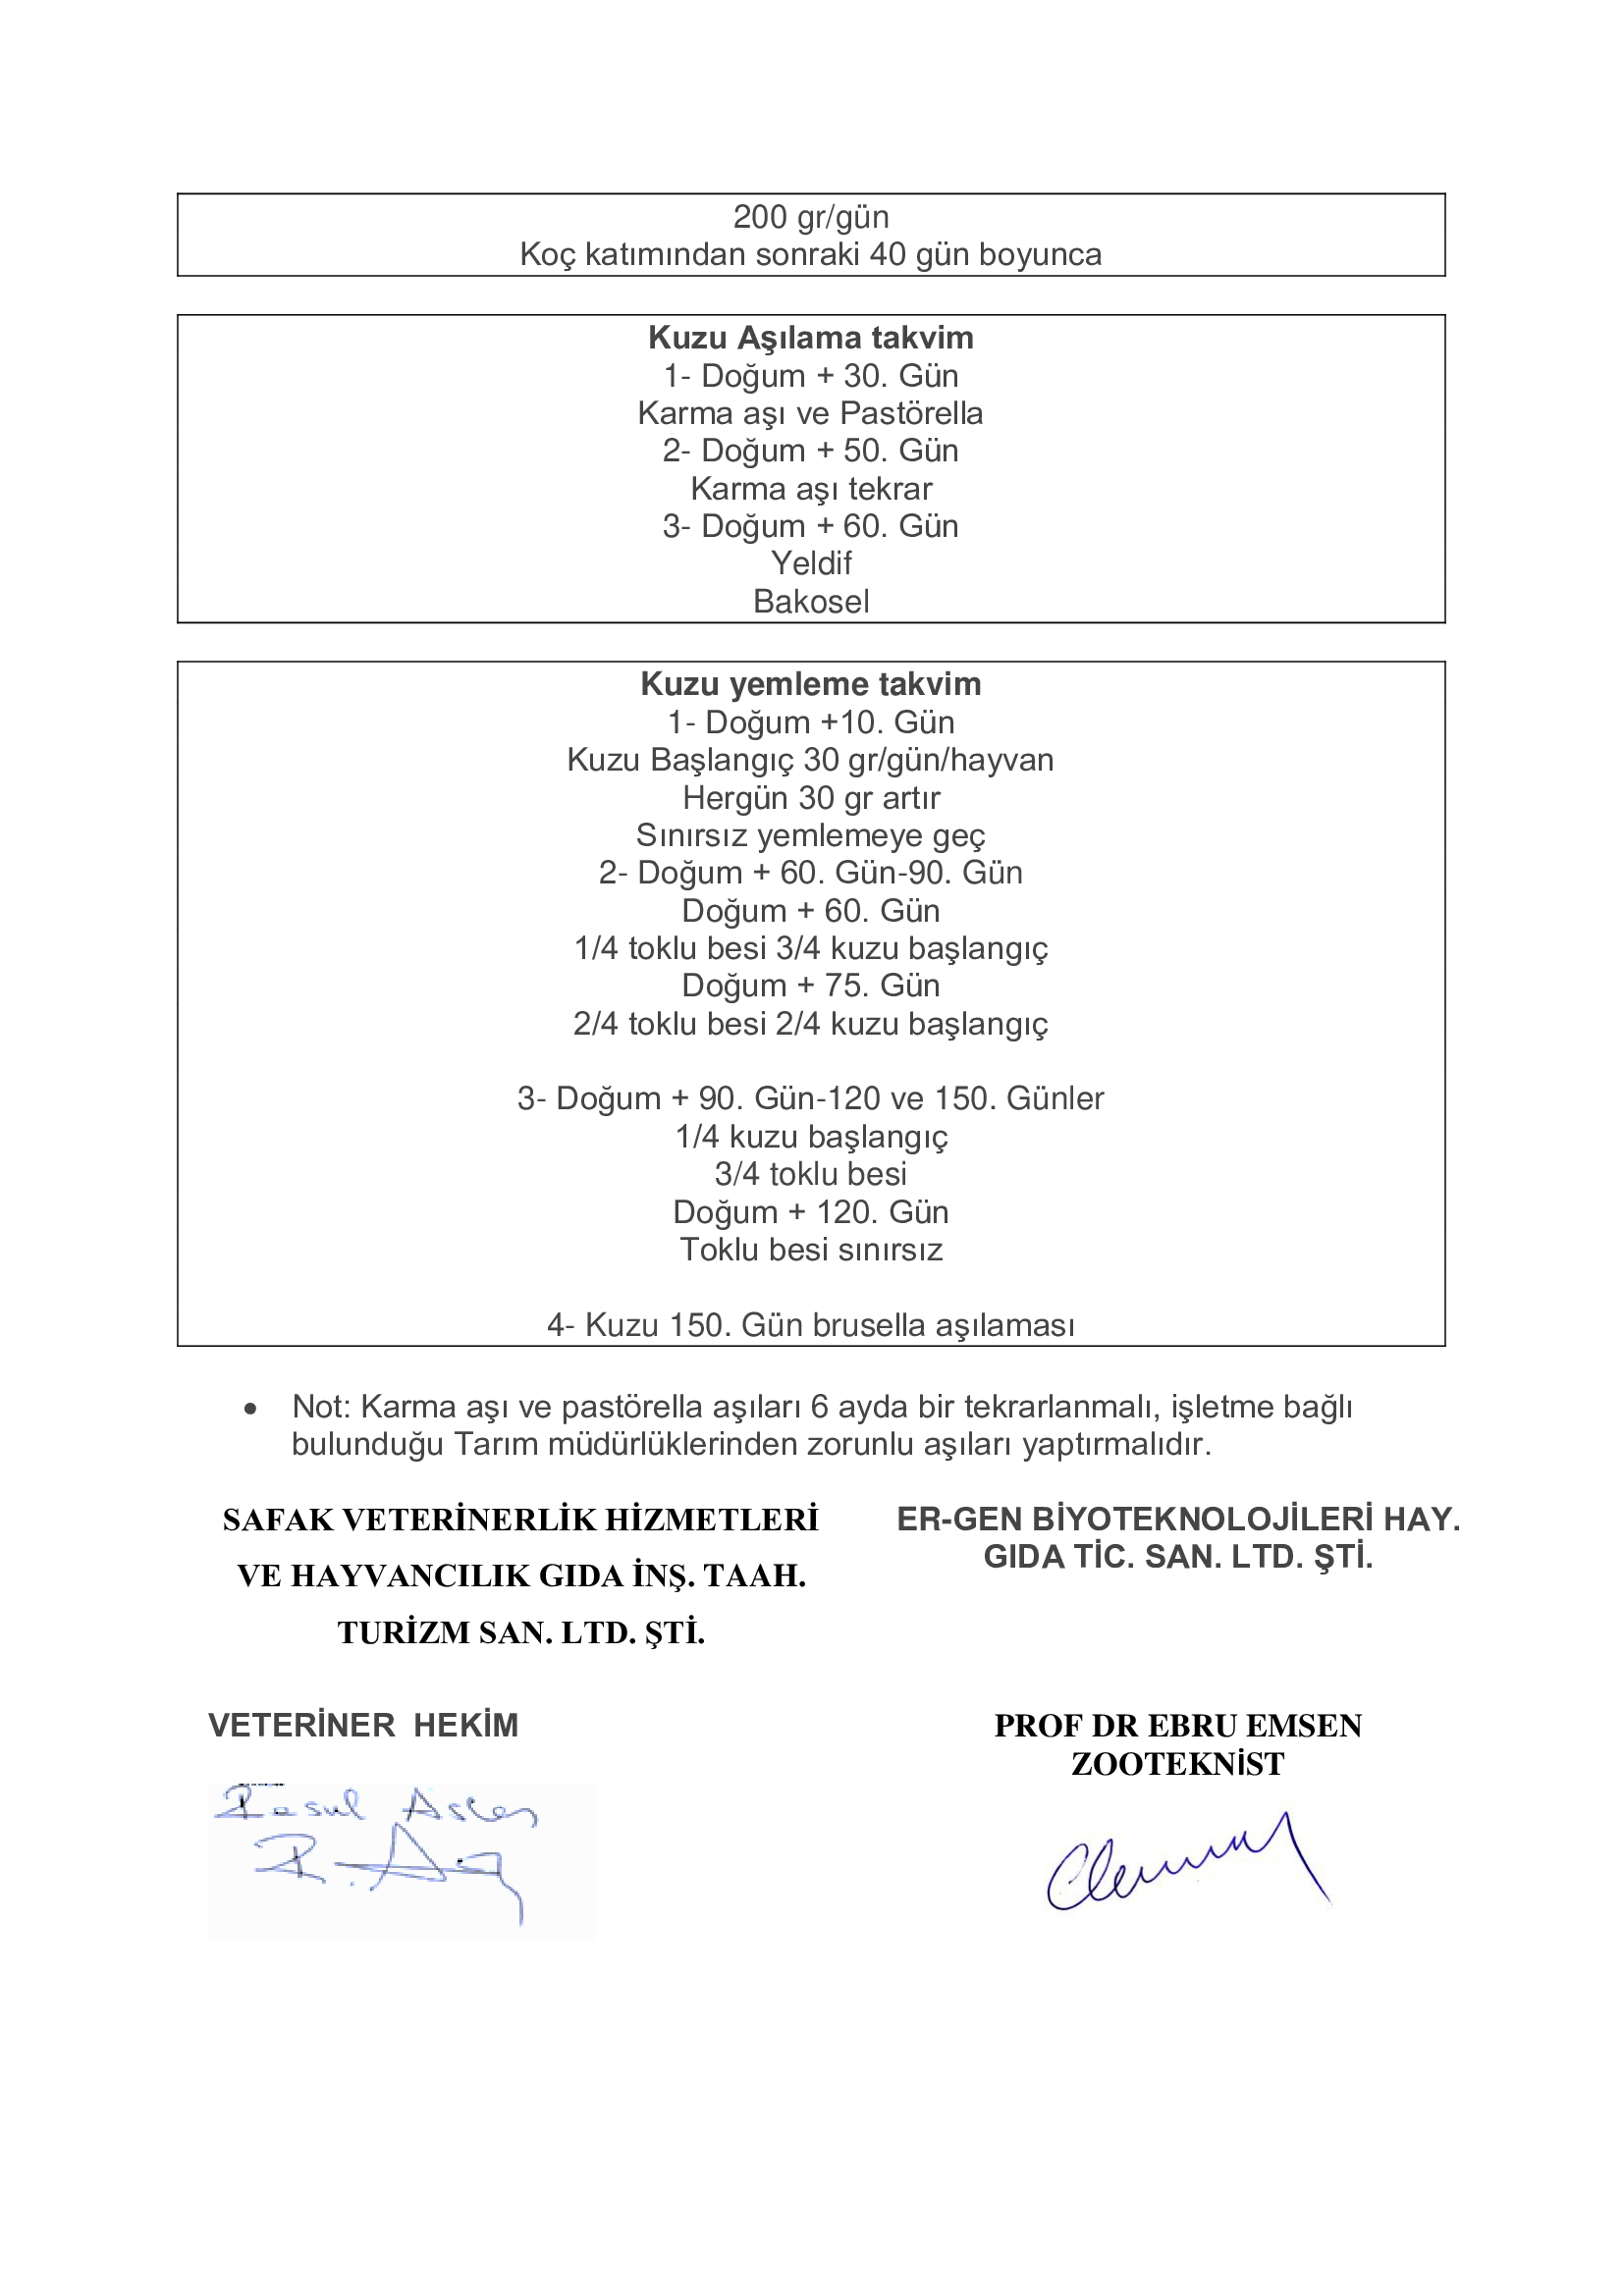 200 gr/gün
Koç katımından sonraki 40 gün boyunca
Kuzu Aşılama takvim
1- Doğum + 30. Gün
Karma aşı ve Pastörella
2- Doğum + 50. Gün
Karma aşı tekrar
3- Doğum + 60. Gün
Yeldif
Bakosel
Kuzu yemleme takvim
1- Doğum +10. Gün
Kuzu Başlangıç 30 gr/gün/hayvan
Hergün 30 gr artır
Sınırsız yemlemeye geç
2- Doğum + 60. Gün-90. Gün
Doğum + 60. Gün
1/4 toklu besi 3/4 kuzu başlangıç
Doğum + 75. Gün
2/4 toklu besi 2/4 kuzu başlangıç
3- Doğum + 90. Gün-120 ve 150. Günler
1/4 kuzu başlangıç
3/4 toklu besi
Doğum + 120. Gün
Toklu besi sınırsız
4- Kuzu 150. Gün brusella aşılaması
• Not: Karma aşı ve pastörella aşıları 6 ayda bir tekrarlanmalı, işletme bağlı
bulunduğu Tarım müdürlüklerinden zorunlu aşıları yaptırmalıdır.
SAFAK VETERİNERLİK HİZMETLERİ
VE HAYVANCILIK GIDA İNŞ. TAAH.
TURİZM SAN. LTD. ŞTİ.
ER-GEN BİYOTEKNOLOJİLERİ HAY.
GIDA TİC. SAN. LTD. ŞTİ.
VETERİNER HEKİM
PROF DR EBRU EMSEN
ZOOTEKNİST